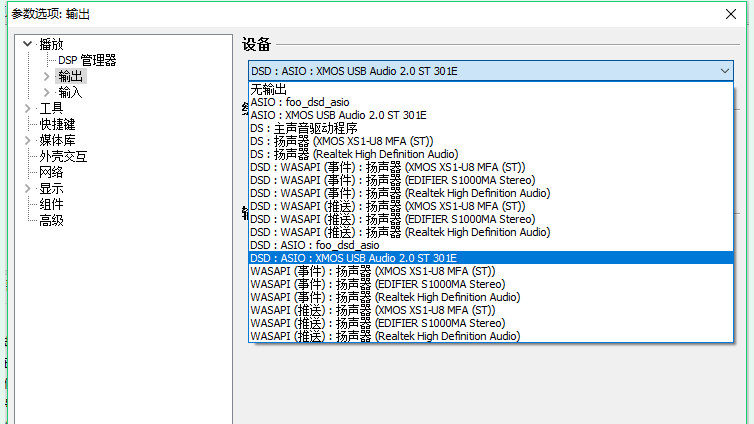 参数选项: 输出
播放
DSP 管理器
输出
输入
工具
快捷键
媒体库
外壳交互
网络
显示
组件
高级
设备
DSD : ASIO : XMOS USB Audio 2.0 ST 301E
无输出
ASIO : foo_dsd_asio
ASIO : XMOS USB Audio 2.0 ST 301E
DS : 主声音驱动程序
DS : 扬声器 (XMOS XS1-U8 MFA (ST))
DS : 扬声器 (Realtek High Definition Audio)
DSD : WASAPI (事件) : 扬声器 (XMOS XS1-U8 MFA (ST))
DSD : WASAPI (事件) : 扬声器 (EDIFIER S1000MA Stereo)
DSD : WASAPI (事件) : 扬声器 (Realtek High Definition Audio)
DSD : WASAPI (推送) : 扬声器 (XMOS XS1-U8 MFA (ST))
DSD : WASAPI (推送) : 扬声器 (EDIFIER S1000MA Stereo)
DSD : WASAPI (推送) : 扬声器 (Realtek High Definition Audio)
DSD : ASIO : foo_dsd_asio
DSD : ASIO : XMOS USB Audio 2.0 ST 301E
WASAPI (事件) : 扬声器 (XMOS XS1-U8 MFA (ST))
WASAPI (事件) : 扬声器 (EDIFIER S1000MA Stereo)
WASAPI (事件) : 扬声器 (Realtek High Definition Audio)
WASAPI (推送) : 扬声器 (XMOS XS1-U8 MFA (ST))
WASAPI (推送) : 扬声器 (EDIFIER S1000MA Stereo)
WASAPI (推送) : 扬声器 (Realtek High Definition Audio)